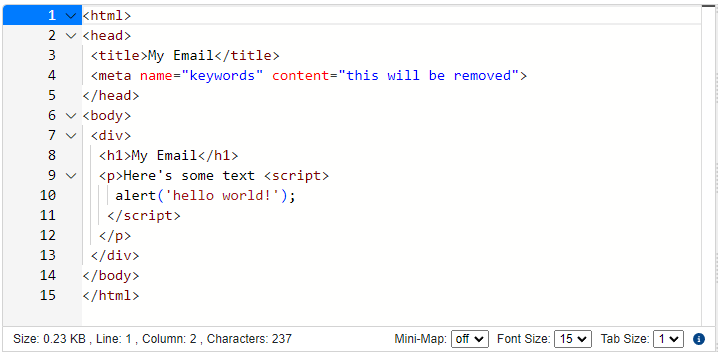 1 <html>
2 <head>
3 <title>My Email</title>
4 <meta name="keywords" content="this will be removed">
5 </head>
6 <body>
7 <div>
8 <h1>My Email</h1>
9 <p>Here's some text <script>
10 alert('hello world!');
11 </script>
12 </p>
13 </div>
14 </body>
15 </html>
Size: 0.23 KB , Line: 1 , Column: 2 , Characters: 237 Mini-Map: off Font Size: 15 Tab Size: 1 i